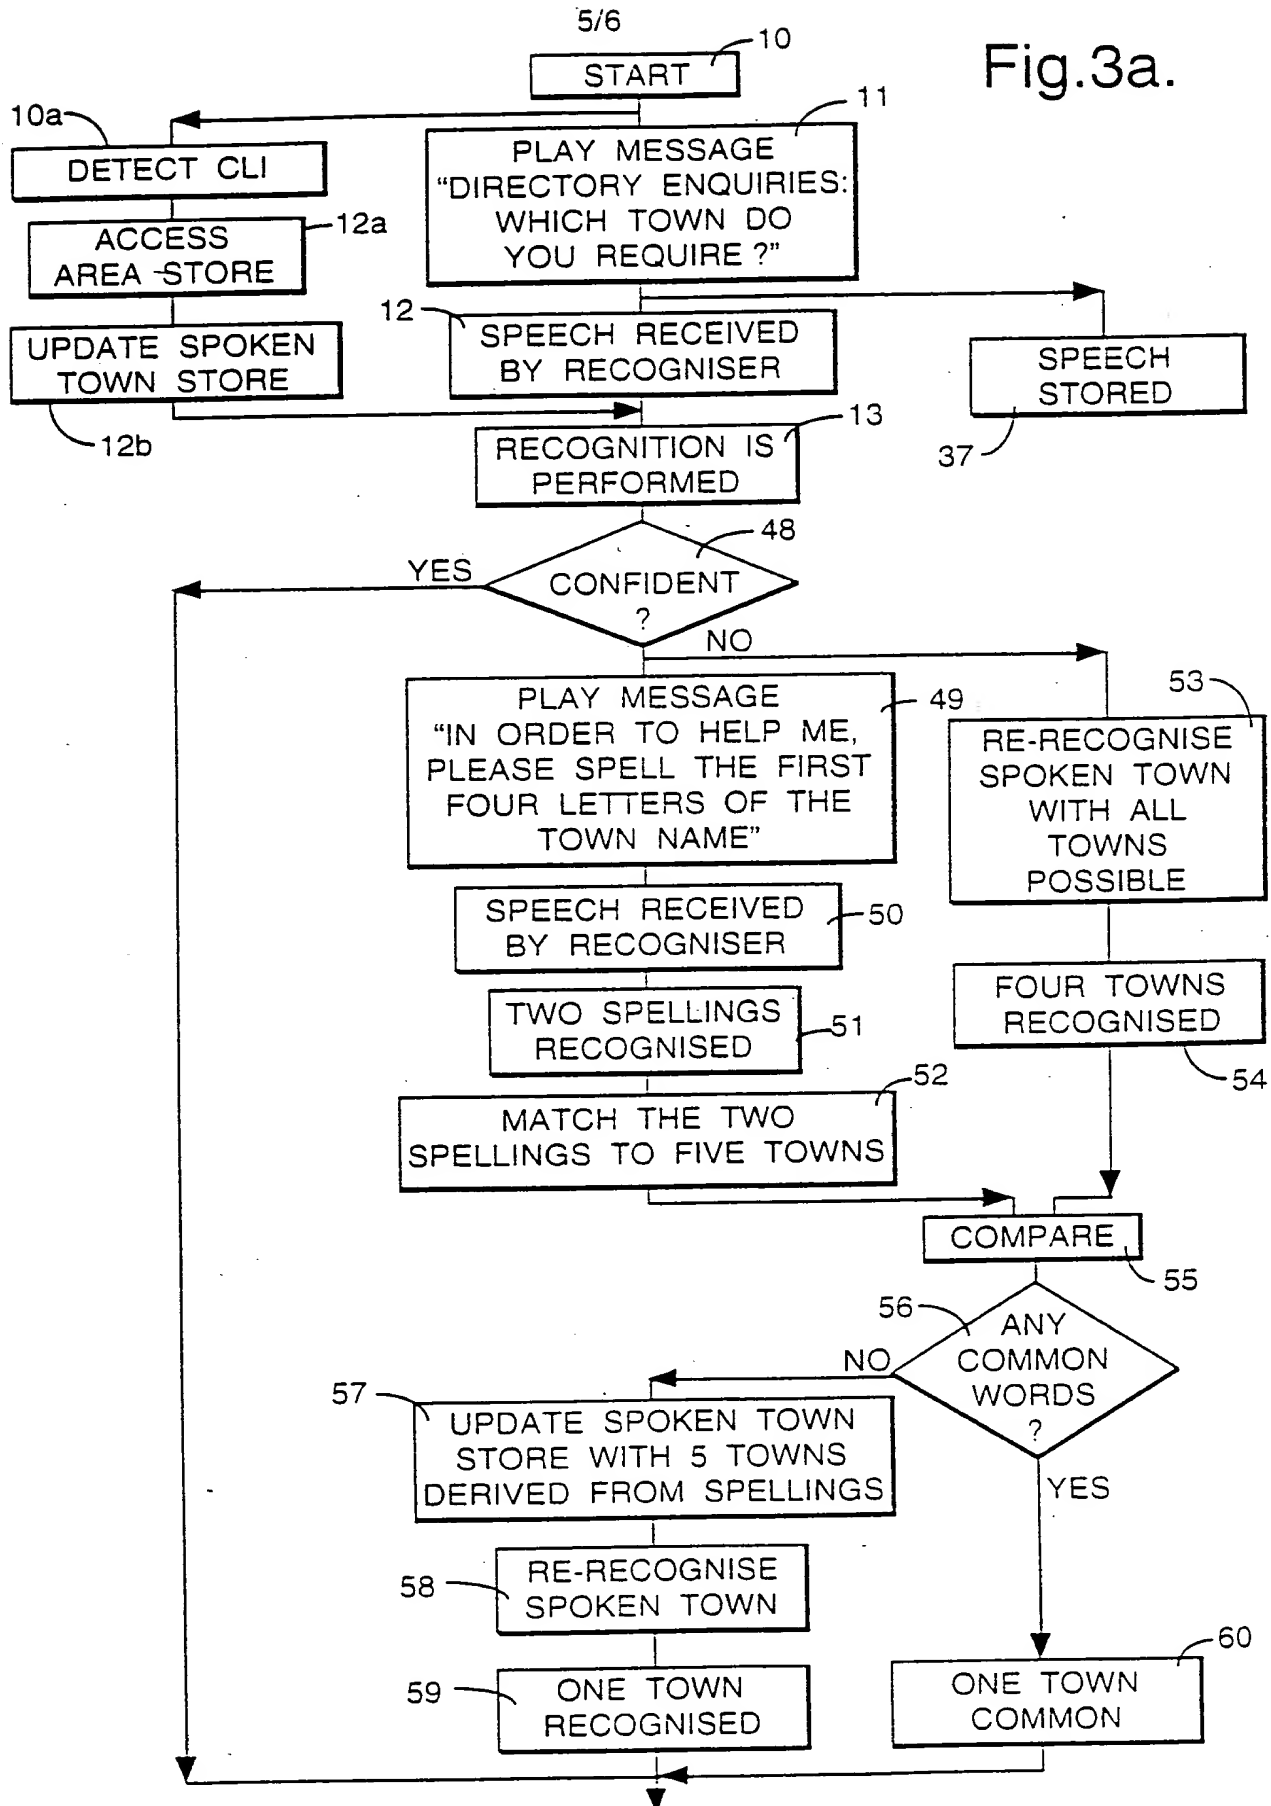 5/6
Fig.3a.
10
START
10a
11
DETECT CLI
PLAY MESSAGE
“DIRECTORY ENQUIRIES:
WHICH TOWN DO
YOU REQUIRE ?”
12a
ACCESS
AREA STORE
12
SPEECH RECEIVED
BY RECOGNISER
UPDATE SPOKEN
TOWN STORE
12b
SPEECH
STORED
37
13
RECOGNITION IS
PERFORMED
48
CONFIDENT
?
YES
NO
PLAY MESSAGE
“IN ORDER TO HELP ME,
PLEASE SPELL THE FIRST
FOUR LETTERS OF THE
TOWN NAME”
49
53
RE-RECOGNISE
SPOKEN TOWN
WITH ALL
TOWNS
POSSIBLE
SPEECH RECEIVED
BY RECOGNISER
50
TWO SPELLINGS
RECOGNISED
51
FOUR TOWNS
RECOGNISED
54
52
MATCH THE TWO
SPELLINGS TO FIVE TOWNS
COMPARE
55
56
ANY
COMMON
WORDS
?
NO
YES
57
UPDATE SPOKEN TOWN
STORE WITH 5 TOWNS
DERIVED FROM SPELLINGS
58
RE-RECOGNISE
SPOKEN TOWN
59
ONE TOWN
RECOGNISED
60
ONE TOWN
COMMON